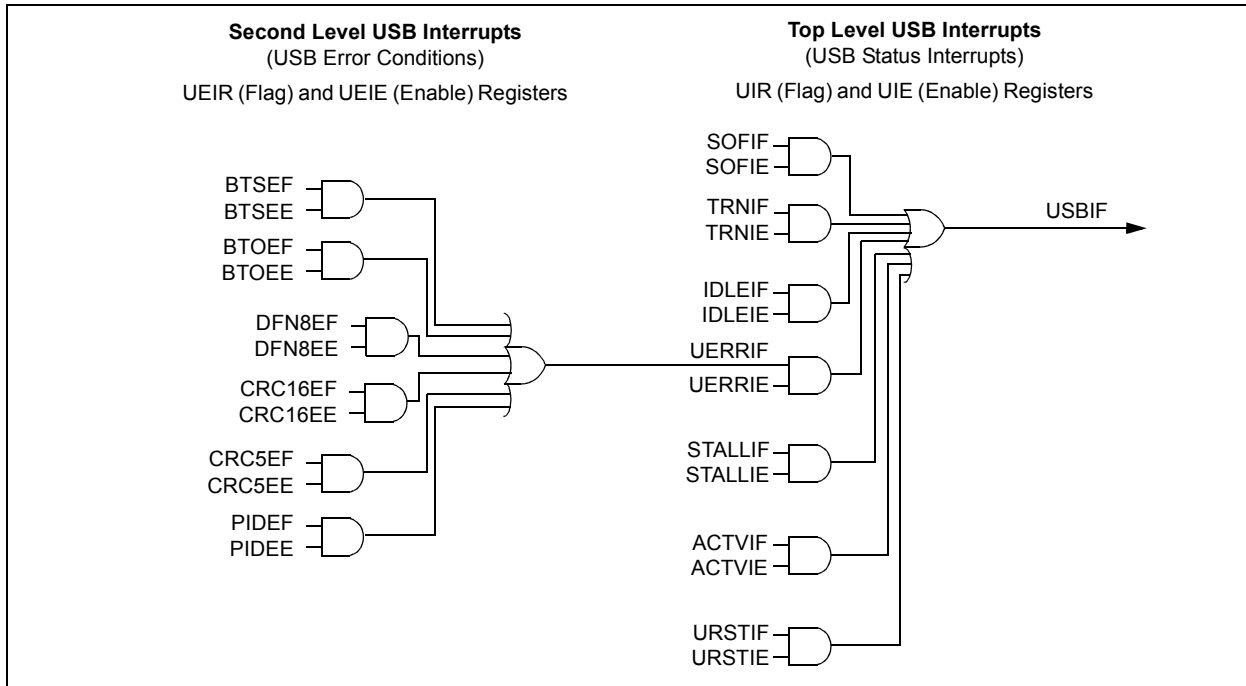 Second Level USB Interrupts
(USB Error Conditions)
UEIR (Flag) and UEIE (Enable) Registers
Top Level USB Interrupts
(USB Status Interrupts)
UIR (Flag) and UIE (Enable) Registers
BTSEF
BTSEE
BTOEF
BTOEE
DFN8EF
DFN8EE
CRC16EF
CRC16EE
CRC5EF
CRC5EE
PIDEF
PIDEE
SOFIF
SOFIE
TRNIF
TRNIE
IDLEIF
IDLEIE
UERRIF
UERRIE
STALLIF
STALLIE
ACTVIF
ACTVIE
URSTIF
URSTIE
USBIF